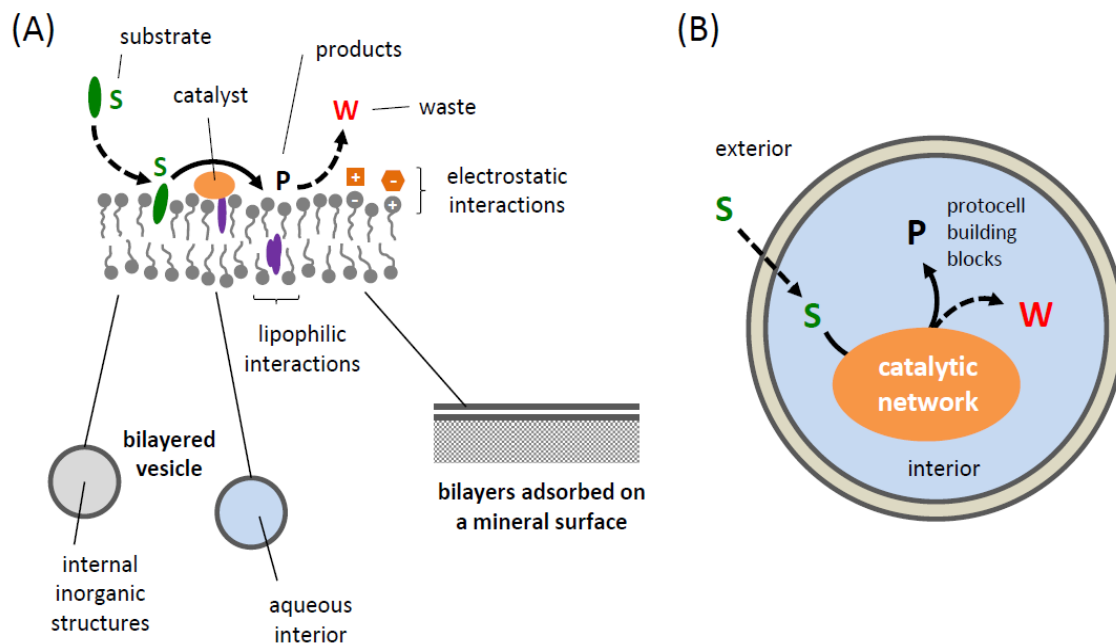 (A)
substrate
products
S
catalyst
W
waste
S
P
+
-
-
+
electrostatic
interactions
lipophilic
interactions
bilayered
vesicle
bilayers adsorbed on
a mineral surface
internal
inorganic
structures
aqueous
interior
(B)
exterior
S
P
protocell
building
blocks
S
W
catalytic
network
interior